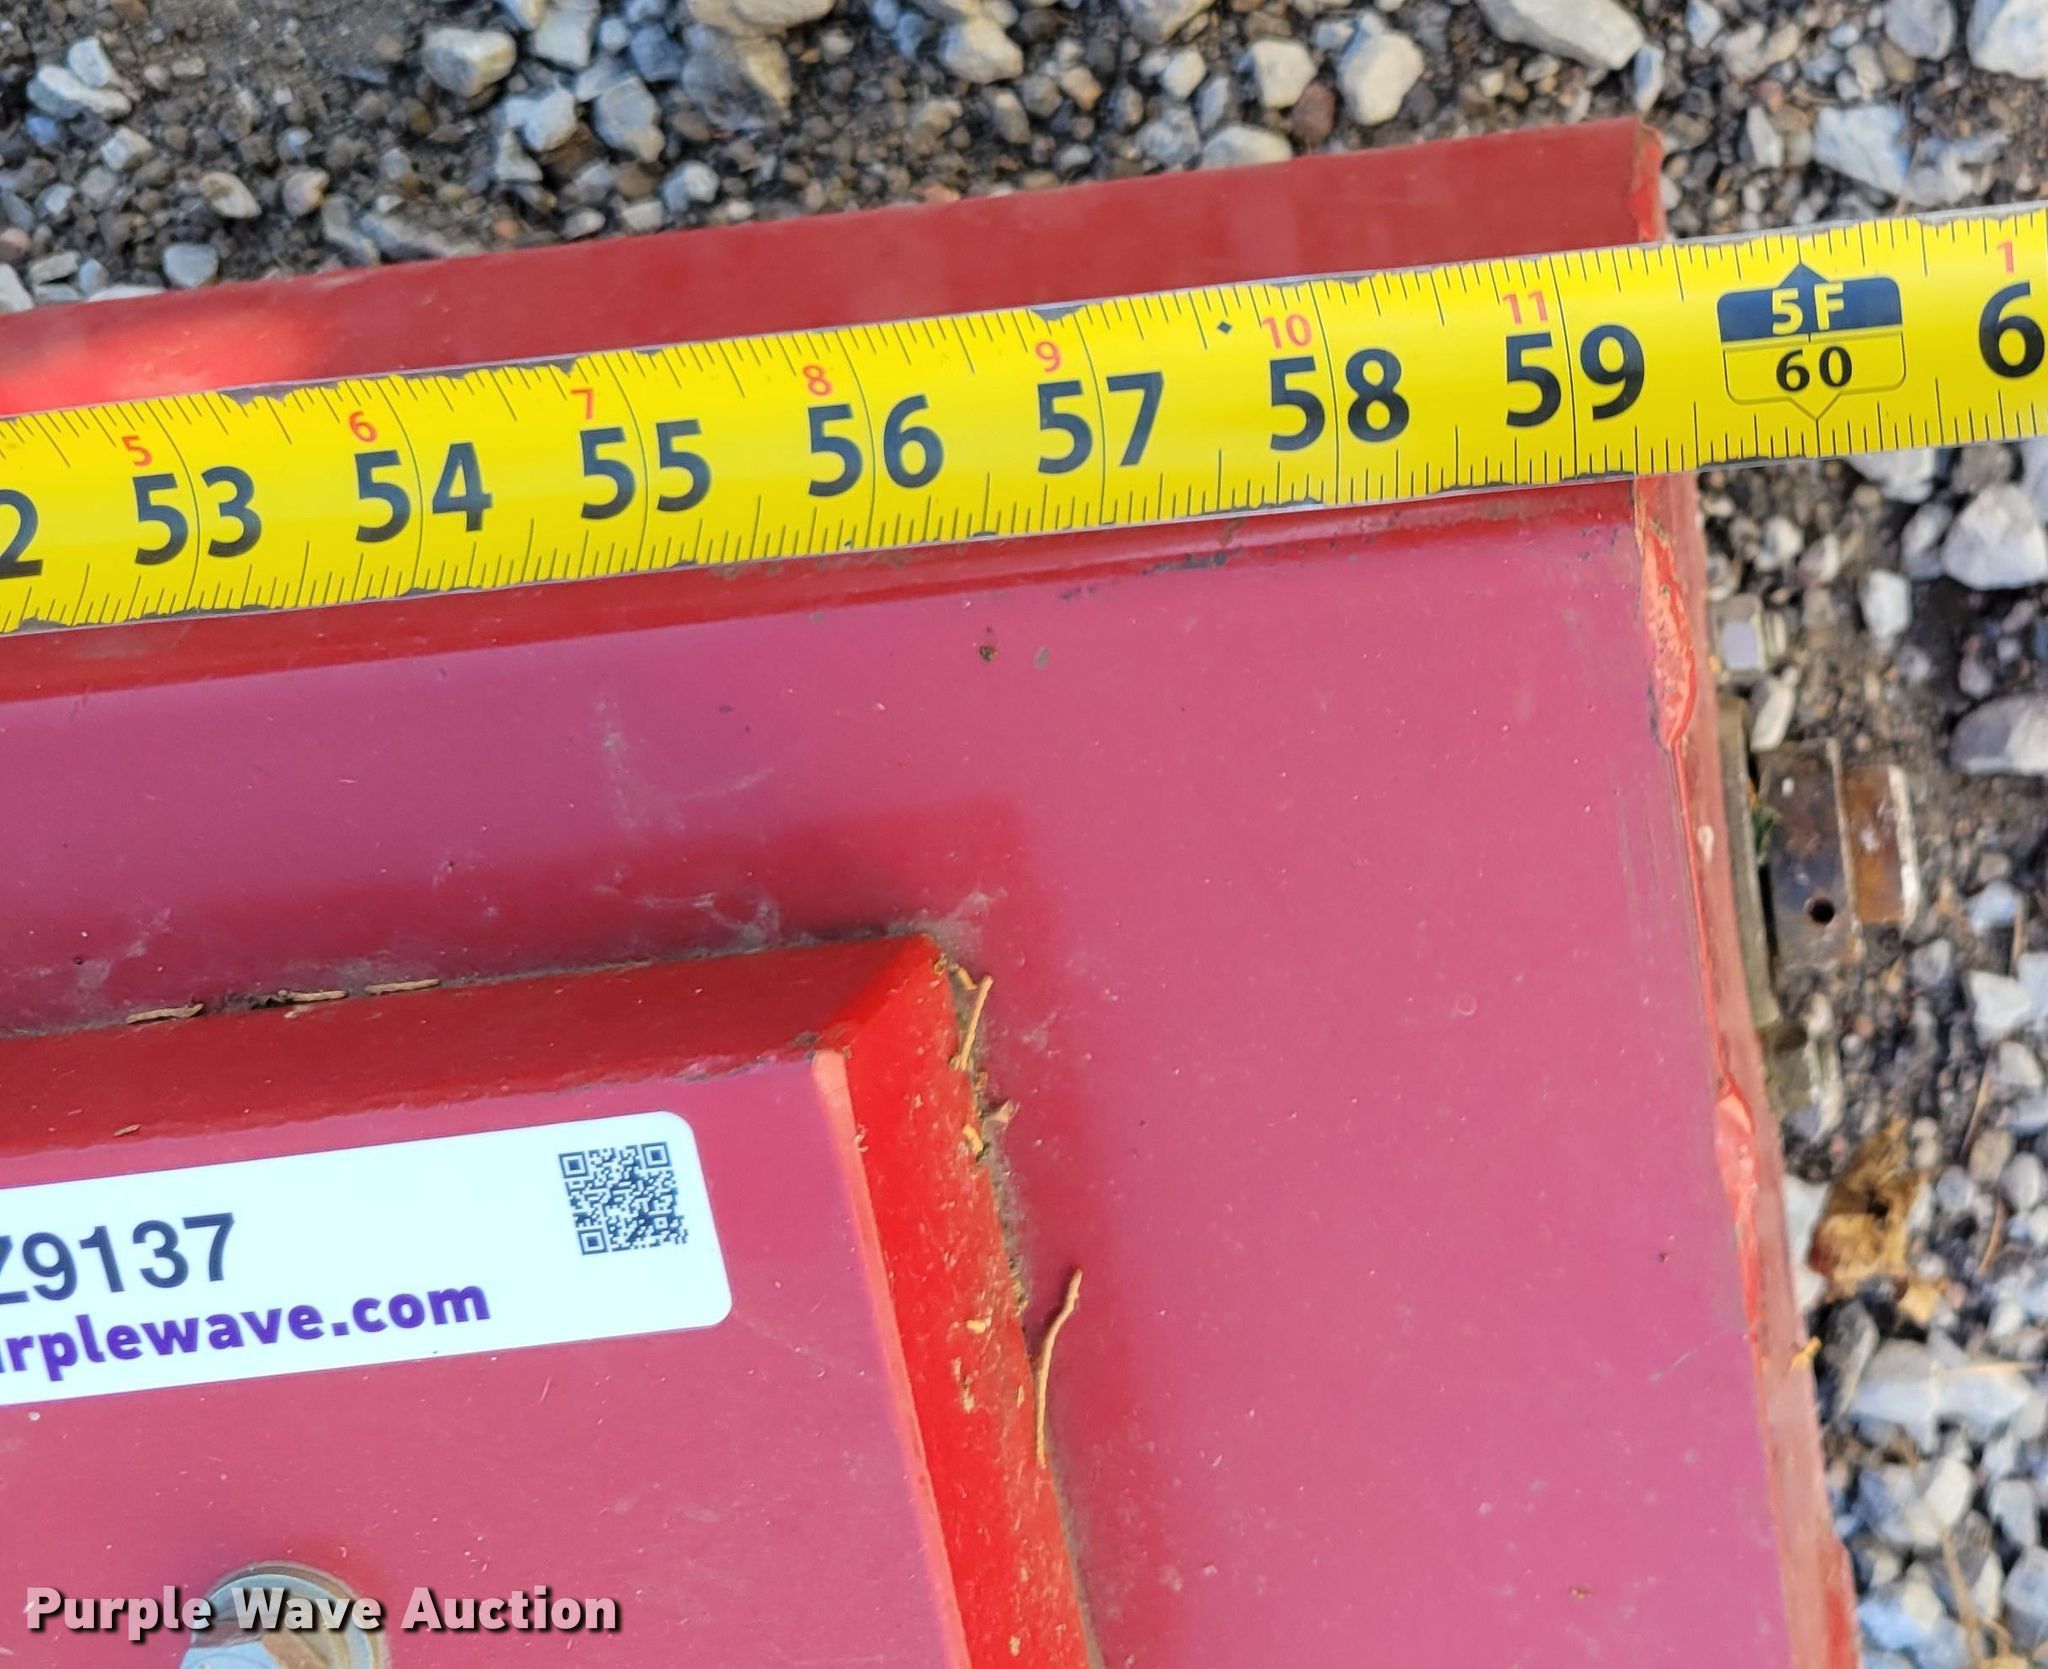 5 6 7 8 9 10 11 1
2 53 54 55 56 57 58 59 5F 60 6
Z9137
urplewave.com
Purple Wave Auction